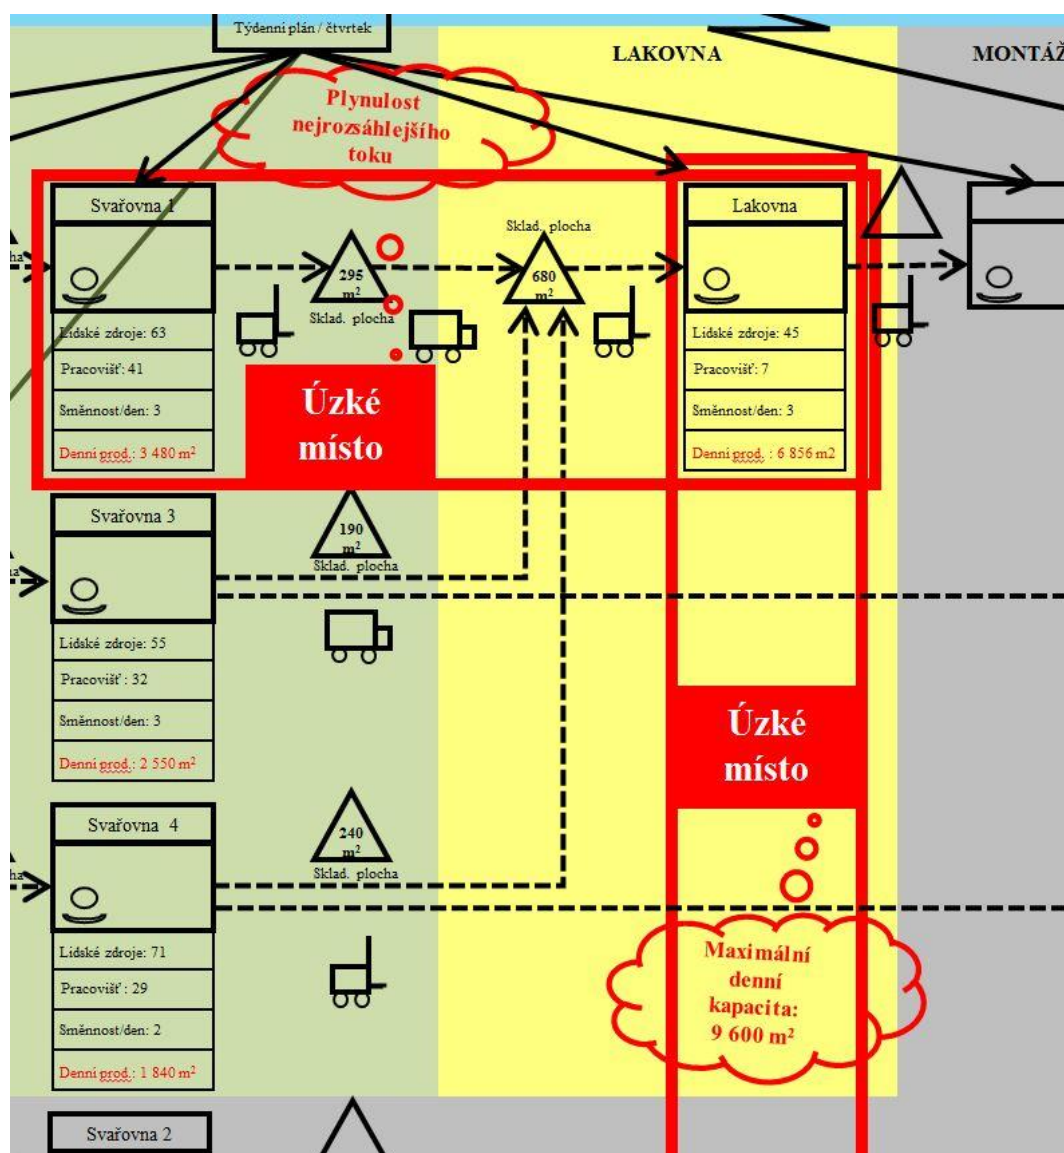 Týdenní plán / čtvrtek
LAKOVNA
MONTÁŽ
Plynulost
nejrozsáhlejšího
toku
Svařovna 1
Lidské zdroje: 63
Pracovišť: 41
Směnnost/den: 3
Denní prod.: 3 480 m²
295
m²
Sklad. plocha
Úzké
místo
Sklad. plocha
680
m²
Lakovna
Lidské zdroje: 45
Pracovišť: 7
Směnnost/den: 3
Denní prod. : 6 856 m2
Svařovna 3
Lidské zdroje: 55
Pracovišť : 32
Směnnost/den: 3
Denní prod.: 2 550 m²
190
m²
Sklad. plocha
Úzké
místo
Svařovna 4
Lidské zdroje: 71
Pracovišť : 29
Směnnost/den: 2
Denní prod.: 1 840 m²
240
m²
Sklad. plocha
Maximální
denní
kapacita:
9 600 m²
Svařovna 2